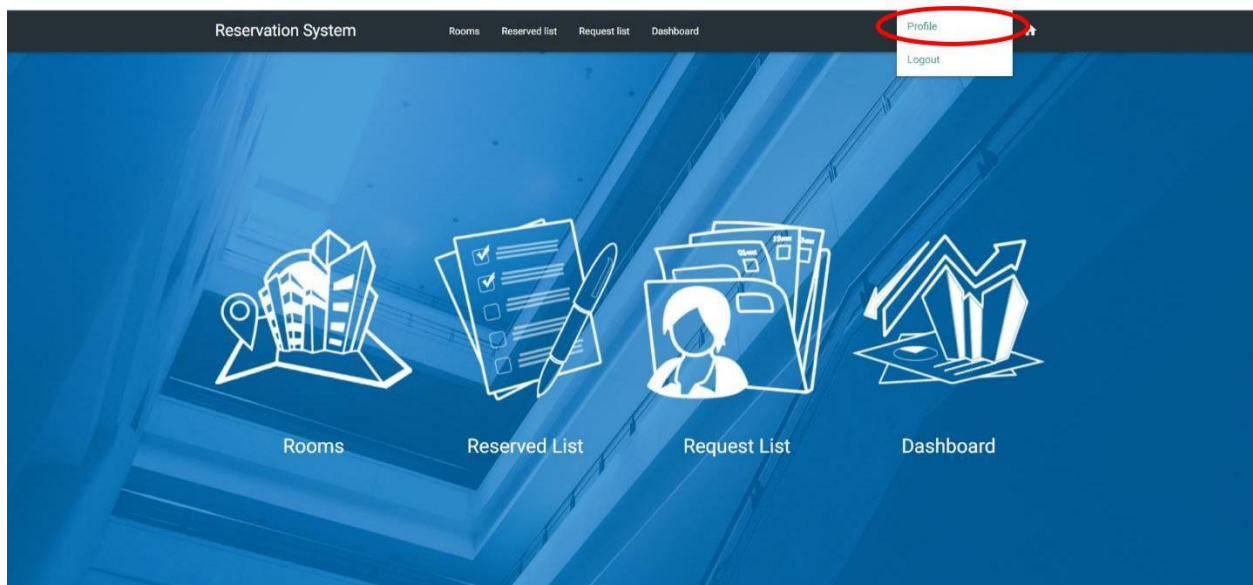 Reservation System
Rooms Reserved list Request list Dashboard
Profile
Logout
Rooms Reserved List Request List Dashboard